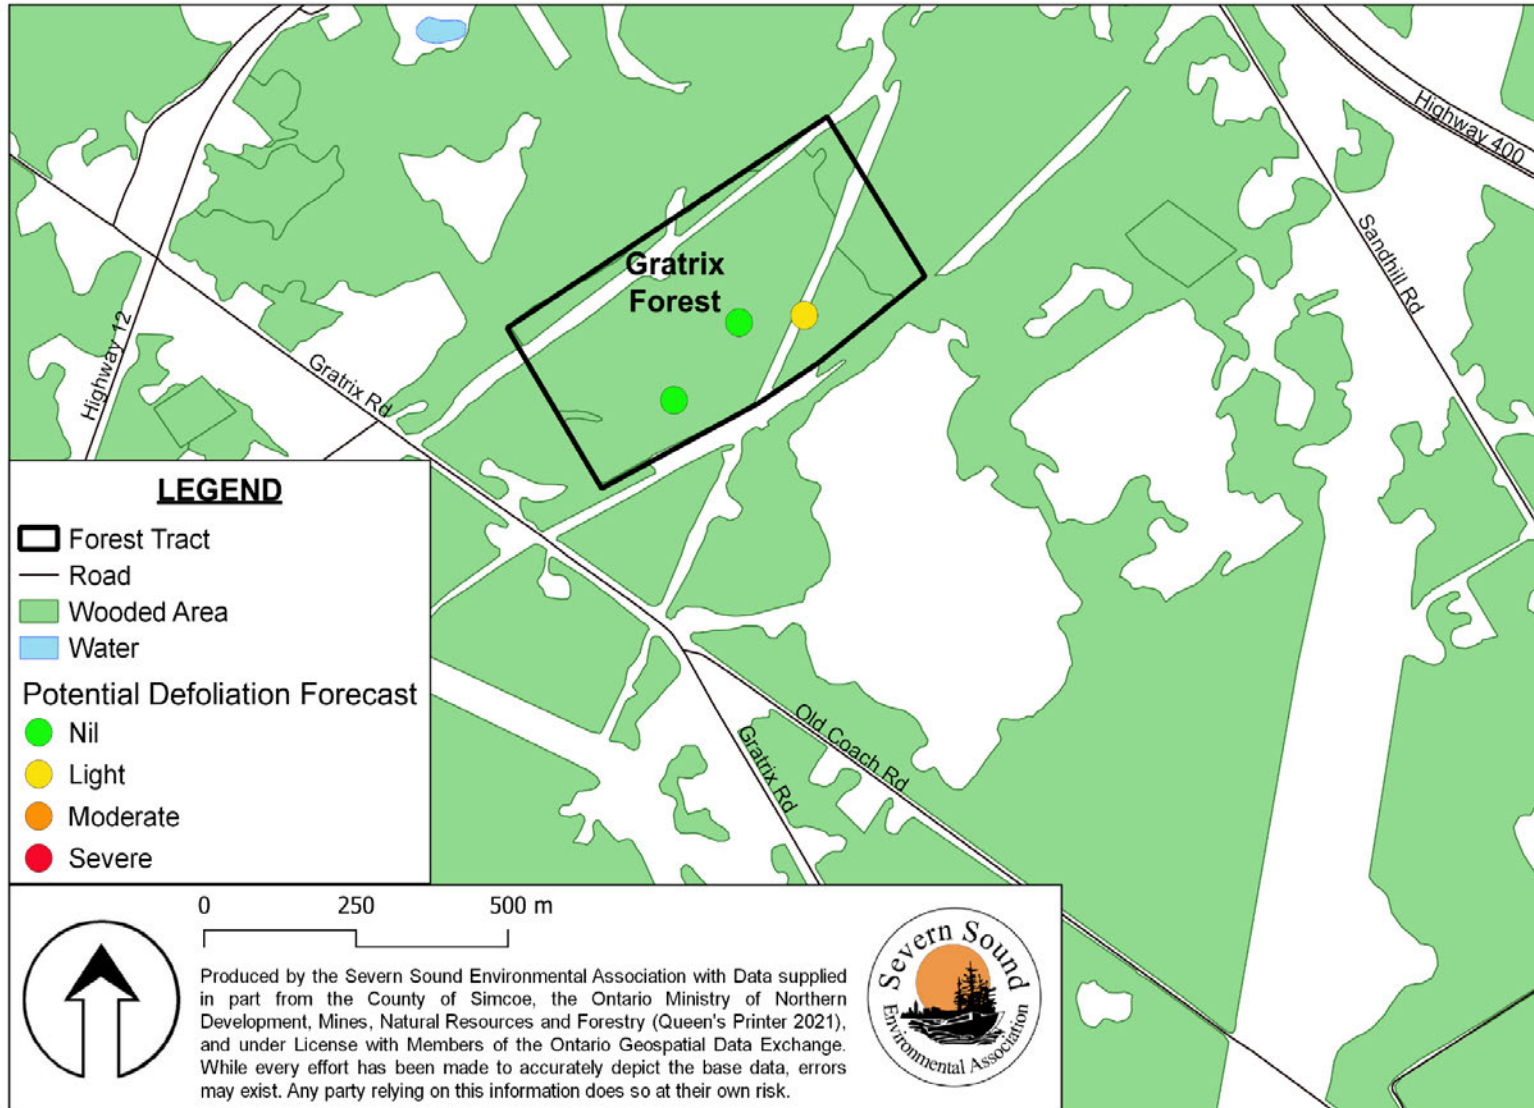 Highway 400
Sandhill Rd
Gratrix
Forest
Highway 12
Gratrix Rd
Old Coach Rd
Gratrix Rd
LEGEND
Forest Tract
Road
Wooded Area
Water
Potential Defoliation Forecast
Nil
Light
Moderate
Severe
0 250 500 m
Produced by the Severn Sound Environmental Association with Data supplied
in part from the County of Simcoe, the Ontario Ministry of Northern
Development, Mines, Natural Resources and Forestry (Queen's Printer 2021),
and under License with Members of the Ontario Geospatial Data Exchange.
While every effort has been made to accurately depict the base data, errors
may exist. Any party relying on this information does so at their own risk.
Severn Sound
Environmental Association